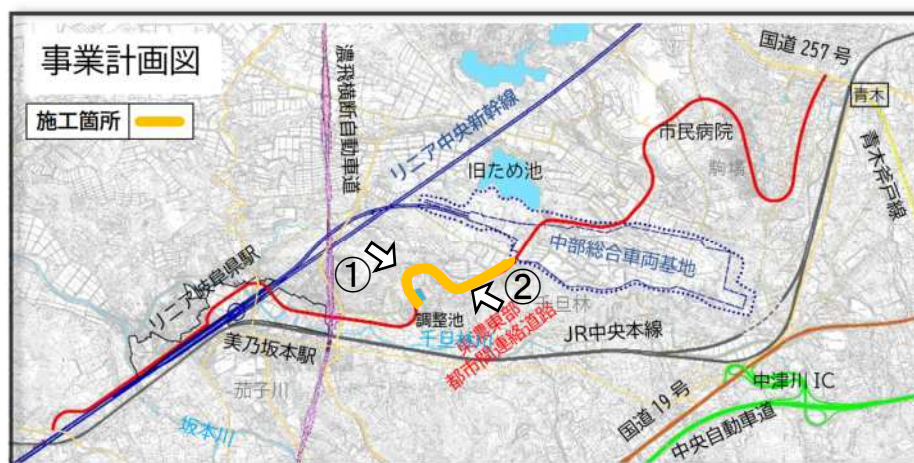 事業計画図
施工箇所
濃飛横断自動車道
リニア中央新幹線
国道257号
青木
青木斧戸線
市民病院
駒場
旧ため池
中部総合車両基地
①
②
リニア岐阜県駅
調整池
千旦林
千旦林川
東濃東部
都市間連絡道路
JR中央本線
美乃坂本駅
茄子川
坂本川
国道19号
中津川IC
中央自動車道